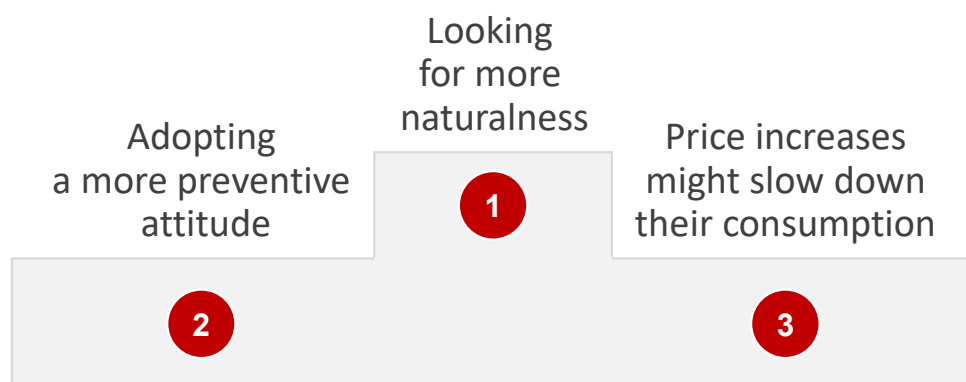 Looking
for more
naturalness
1
Adopting
a more preventive
attitude
2
Price increases
might slow down
their consumption
3